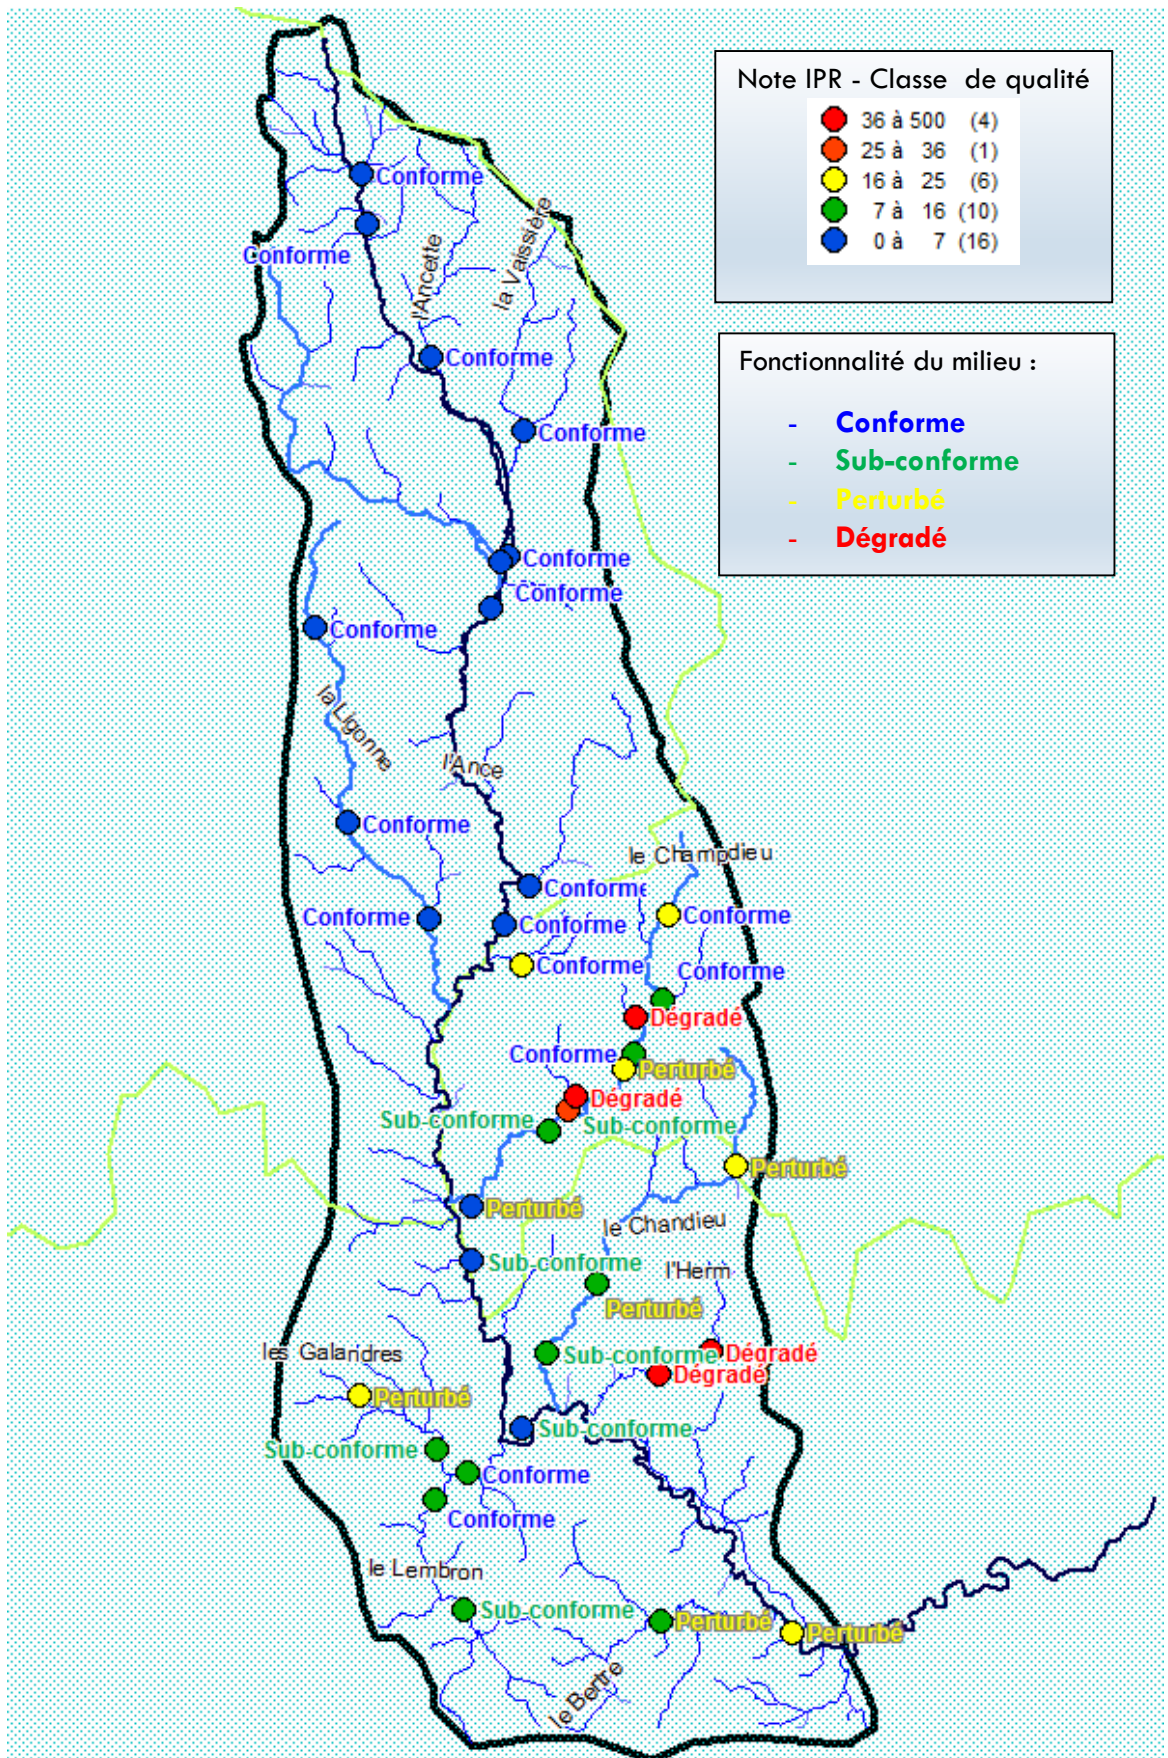 Note IPR - Classe de qualité
36 à 500 (4)
25 à 36 (1)
16 à 25 (6)
7 à 16 (10)
0 à 7 (16)
Fonctionnalité du milieu :
- Conforme
- Sub-conforme
- Perturbé
- Dégradé
Conforme
Conforme
l'Ancette
la Vaissière
Conforme
Conforme
Conforme
Conforme
Conforme
la Ligonne
l'Ance
Conforme
le Champdieu
Conforme
Conforme
Conforme
Conforme
Conforme
Conforme
Dégradé
Conforme
Perturbé
Dégradé
Sub-conforme
Sub-conforme
Perturbé
Perturbé
le Chandieu
Sub-conforme
l'Herm
Perturbé
les Galandres
Sub-conforme
Dégradé
Dégradé
Perturbé
Sub-conforme
Sub-conforme
Conforme
Conforme
le Lembron
Sub-conforme
Perturbé
Perturbé
le Bertre